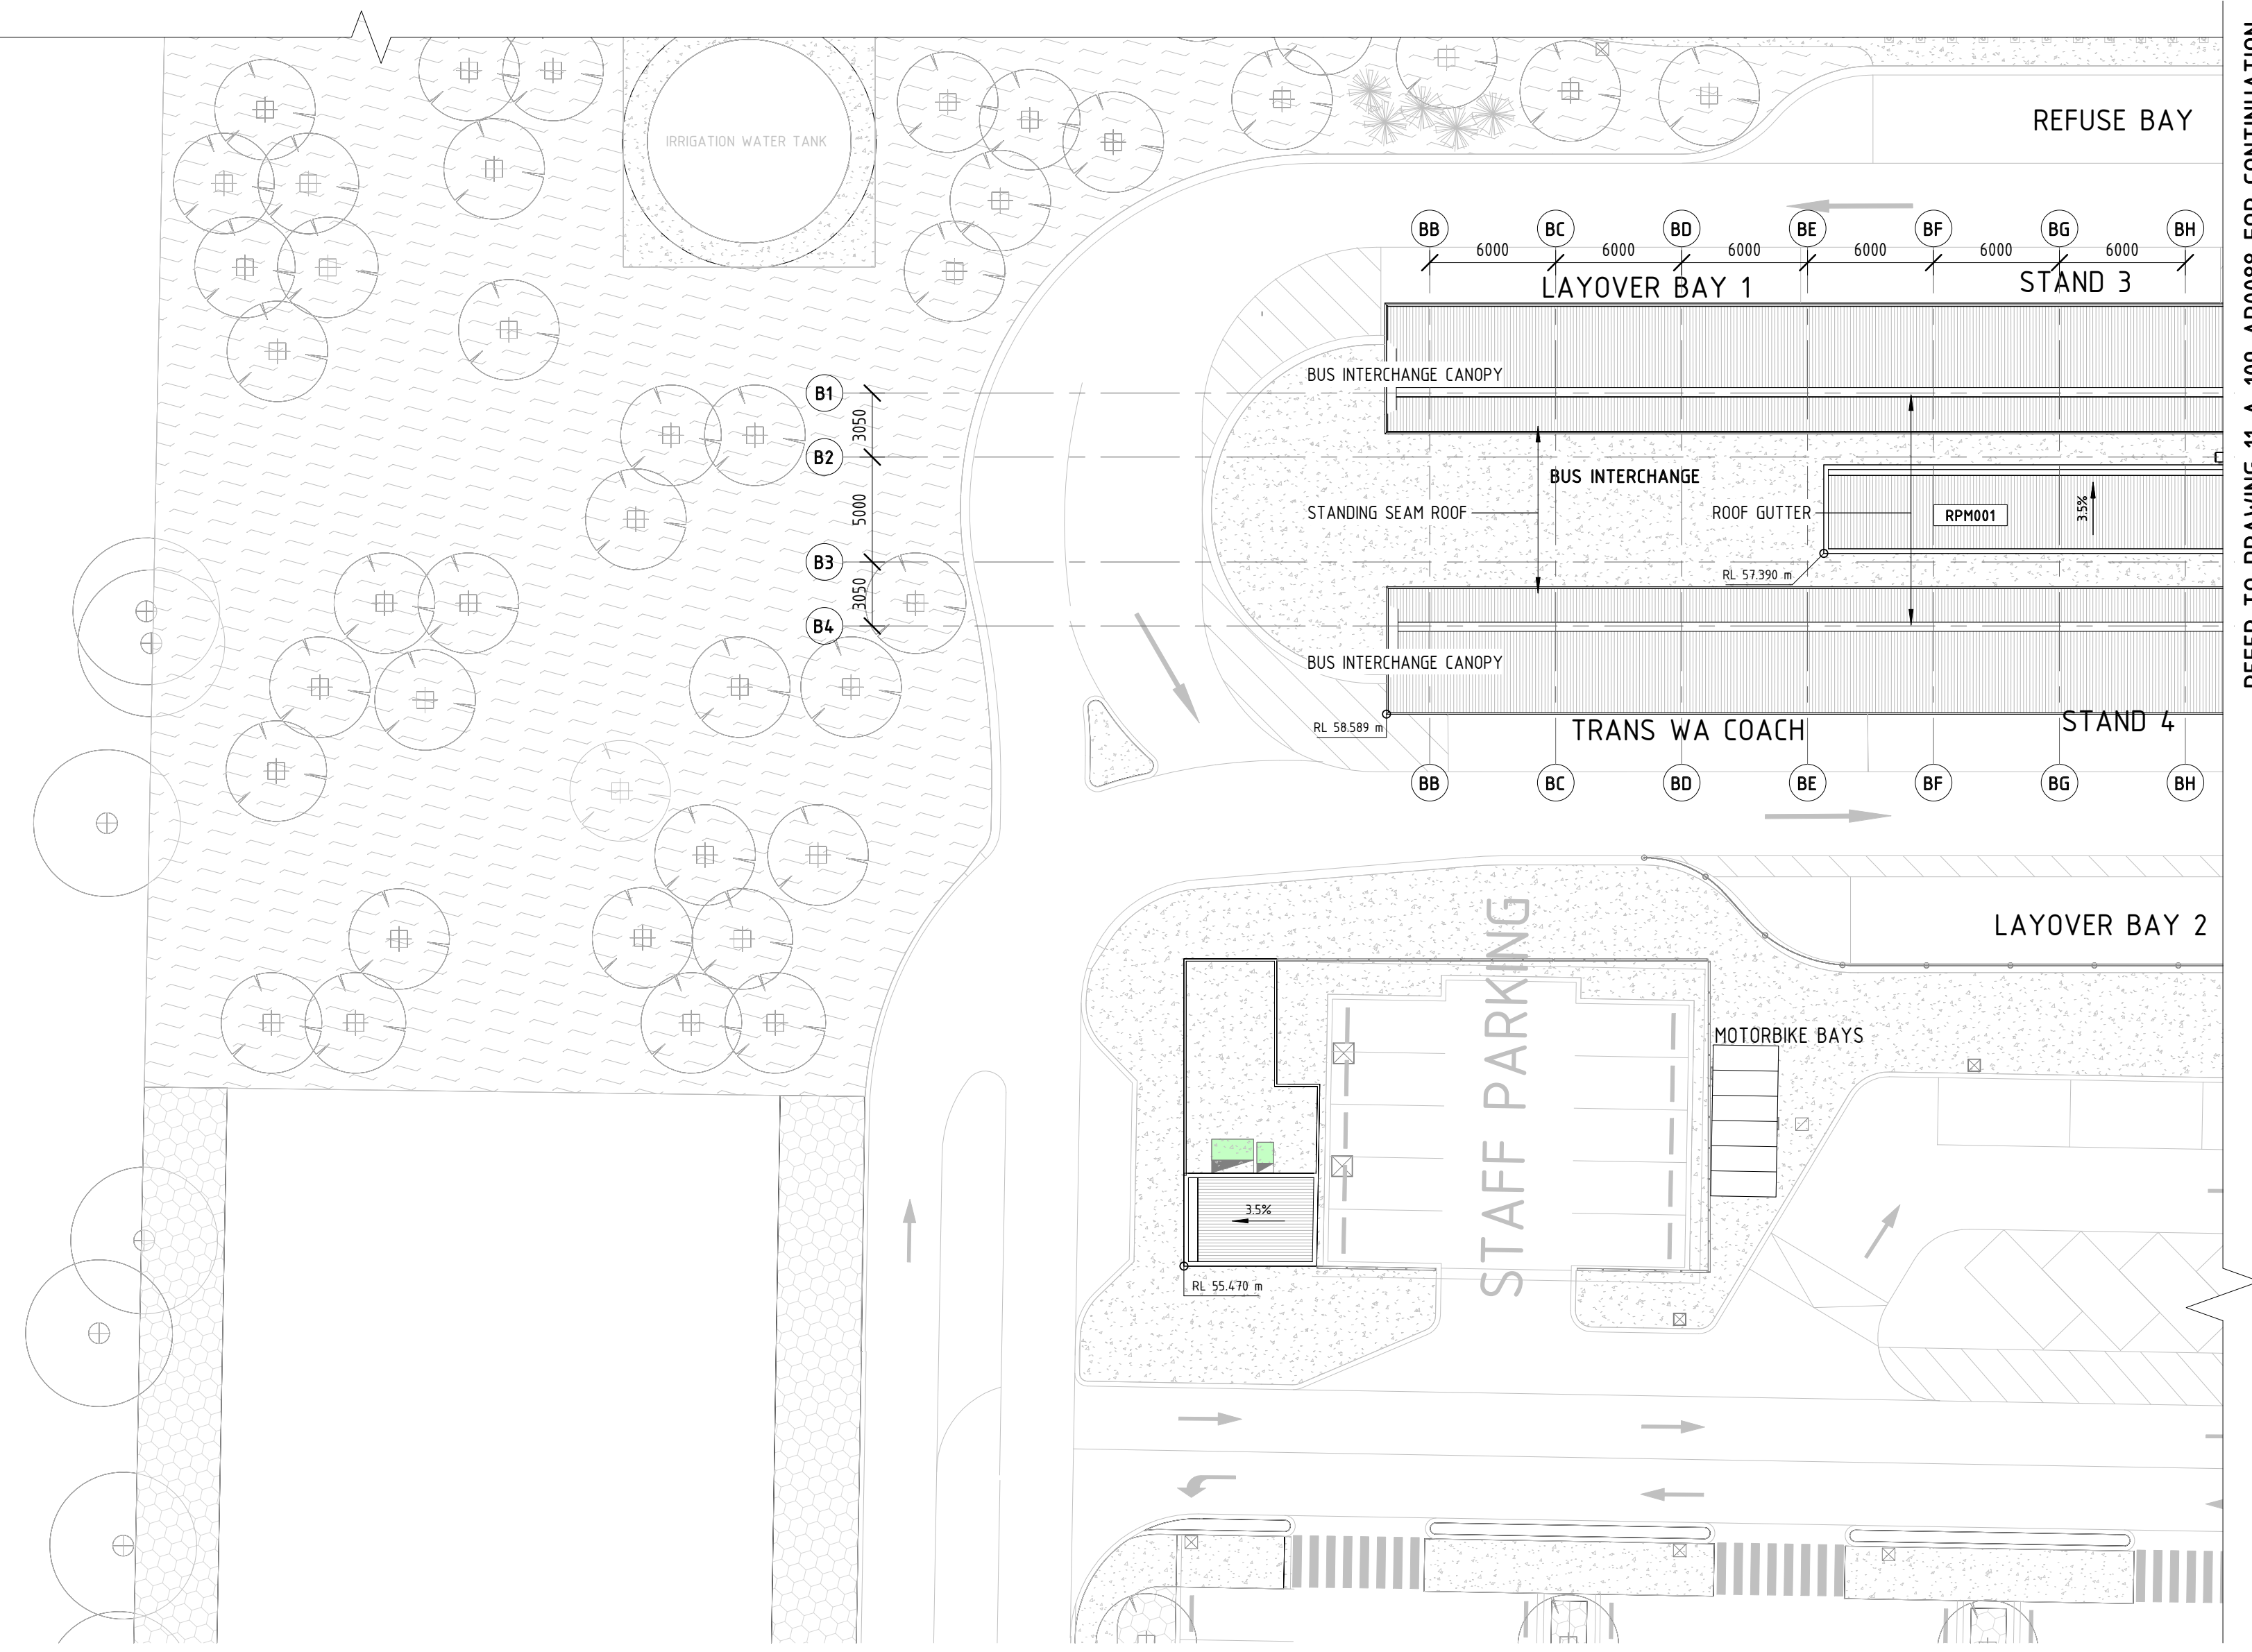 IRRIGATION WATER TANK
REFUSE BAY
BB BC BD BE BF BG BH
6000 6000 6000 6000 6000 6000
LAYOVER BAY 1
STAND 3
BUS INTERCHANGE CANOPY
B1
3050
B2
5000
B3
3050
B4
BUS INTERCHANGE
STANDING SEAM ROOF
ROOF GUTTER
RPM001
3.5%
RL 57.390 m
BUS INTERCHANGE CANOPY
RL 58.589 m
TRANS WA COACH
STAND 4
BB BC BD BE BF BG BH
LAYOVER BAY 2
STAFF PARKING
MOTORBIKE BAYS
3.5%
RL 55.470 m
FOR CONTINUATION